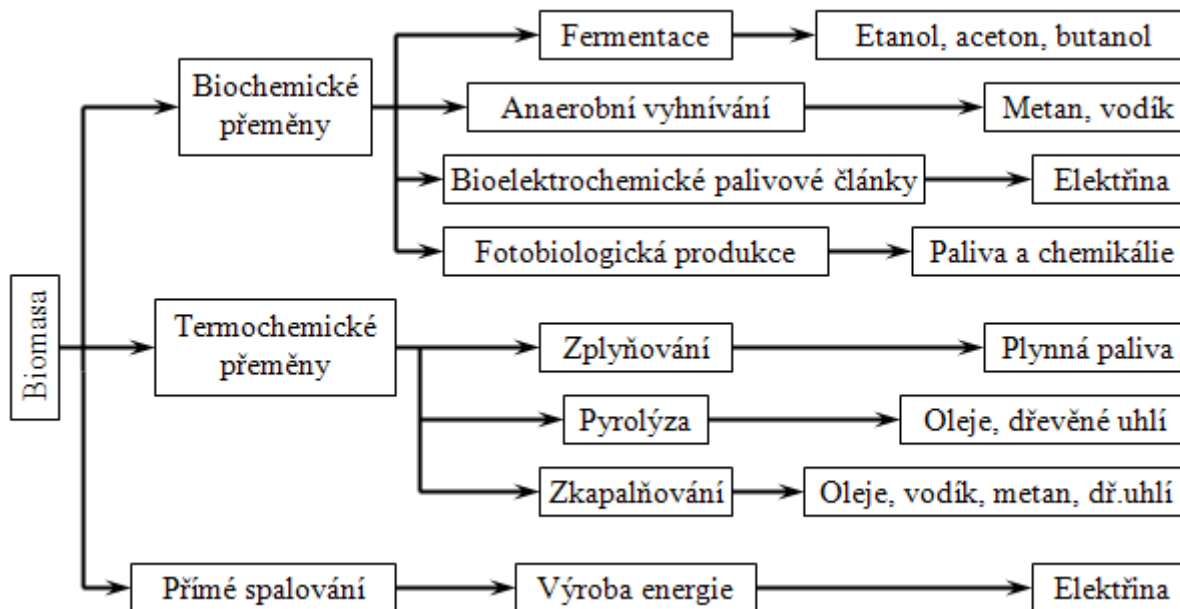 Biomasa
Biochemické
přeměny
Fermentace
Etanol, aceton, butanol
Anaerobní vyhnívání
Metan, vodík
Bioelektrochemické palivové články
Elektřina
Fotobiologická produkce
Paliva a chemikálie
Termochemické
přeměny
Zplyňování
Plynná paliva
Pyrolýza
Oleje, dřevěné uhlí
Zkapalňování
Oleje, vodík, metan, dř.uhlí
Přímé spalování
Výroba energie
Elektřina